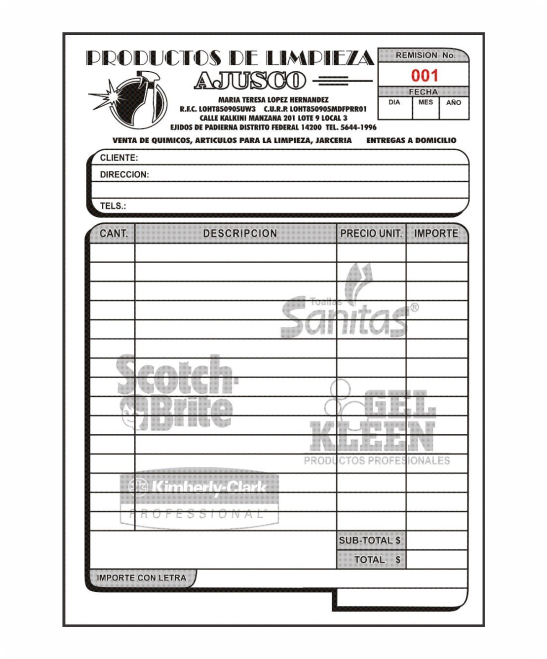 PRODUCTOS DE LIMPIEZA
AJUSCO
MARIA TERESA LOPEZ HERNANDEZ
R.F.C. LOHT850905UW3 C.U.R.P. LOHT850905MDFPRR01
CALLE KALKINI MANZANA 201 LOTE 9 LOCAL 3
EJIDOS DE PADIERNA DISTRITO FEDERAL 14200 TEL. 5644-1996
VENTA DE QUIMICOS, ARTICULOS PARA LA LIMPIEZA, JARCERIA ENTREGAS A DOMICILIO
REMISION No.
001
FECHA
DIA MES AÑO
CLIENTE:
DIRECCION:
TELS.:
CANT. DESCRIPCION PRECIO UNIT. IMPORTE
Toallas
Sanitas®
Scotch-
Brite
GEL
KLEEN
PRODUCTOS PROFESIONALES
Kimberly-Clark
PROFESSIONAL*
SUB-TOTAL $
TOTAL $
IMPORTE CON LETRA